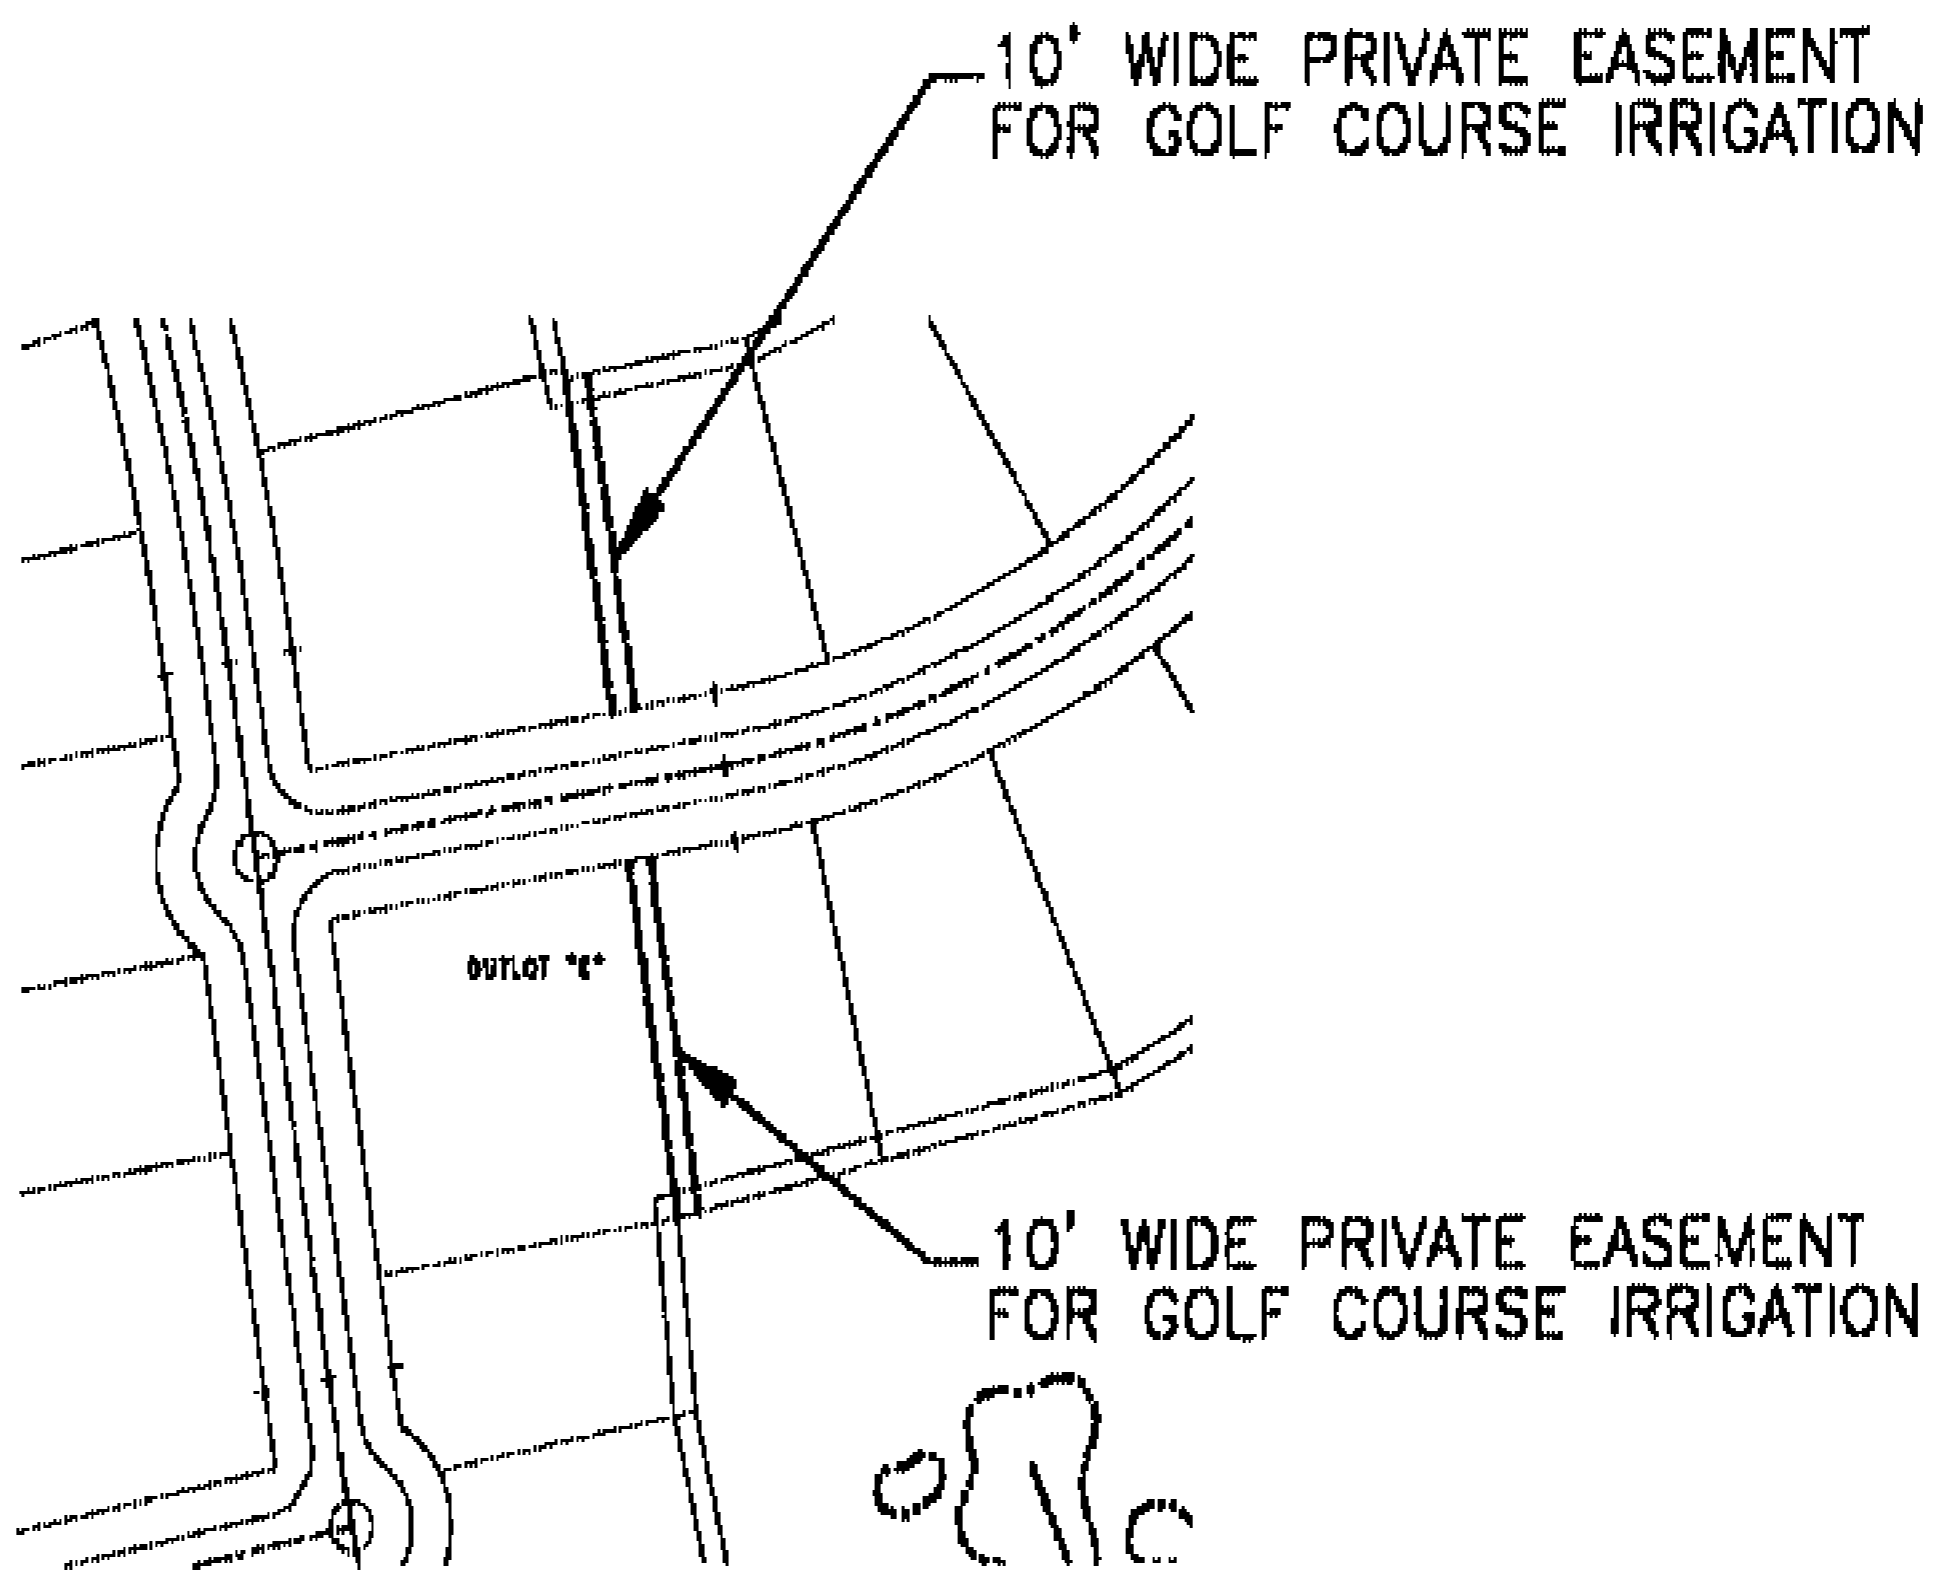 10' WIDE PRIVATE EASEMENT
FOR GOLF COURSE IRRIGATION
OUTLOT
10' WIDE PRIVATE EASEMENT
FOR GOLF COURSE IRRIGATION